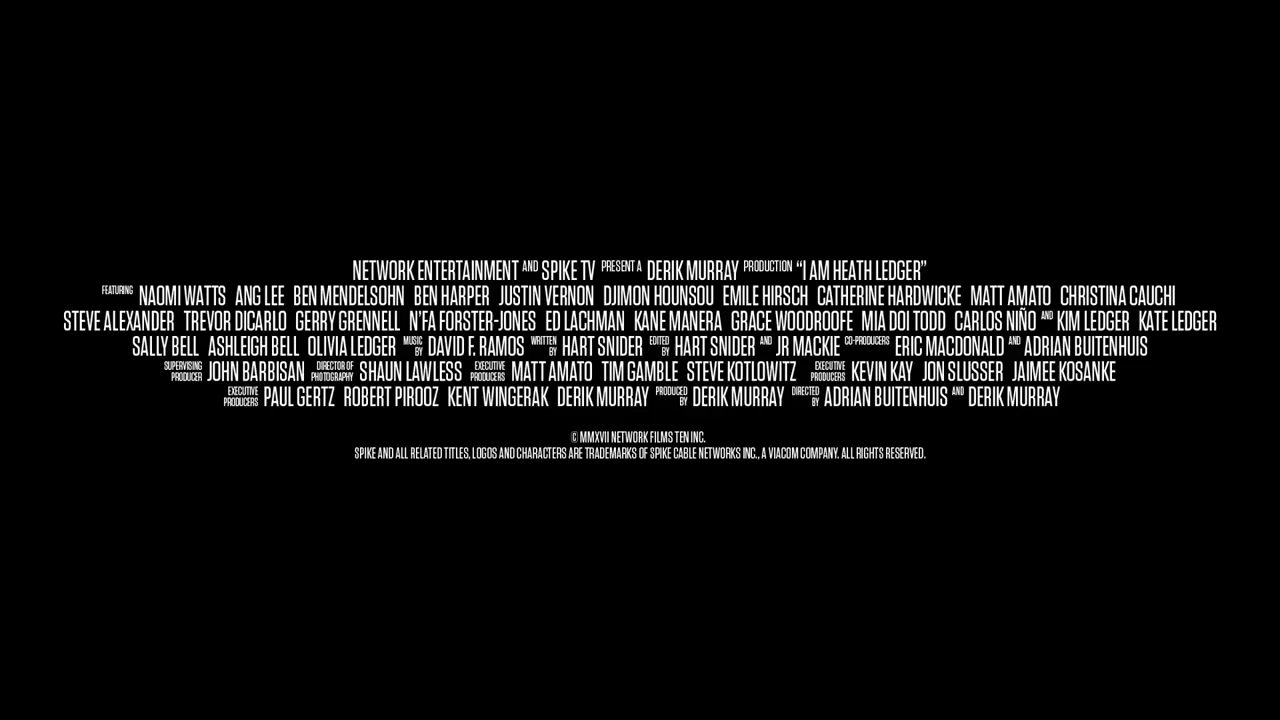 NETWORK ENTERTAINMENT AND SPIKE TV PRESENT A DERIK MURRAY PRODUCTION “I AM HEATH LEDGER”
FEATURING NAOMI WATTS ANG LEE BEN MENDELSOHN BEN HARPER JUSTIN VERNON DJIMON HOUNSOU EMILE HIRSCH CATHERINE HARDWICKE MATT AMATO CHRISTINA CAUCHI
STEVE ALEXANDER TREVOR DICARLO GERRY GRENNELL N'FA FORSTER-JONES ED LACHMAN KANE MANERA GRACE WOODROOFE MIA DOI TODD CARLOS NIÑO AND KIM LEDGER KATE LEDGER
SALLY BELL ASHLEIGH BELL OLIVIA LEDGER MUSIC BY DAVID F. RAMOS WRITTEN BY HART SNIDER EDITED BY HART SNIDER AND JR MACKIE CO-PRODUCERS ERIC MACDONALD AND ADRIAN BUITENHUIS
SUPERVISING PRODUCER JOHN BARBISAN DIRECTOR OF PHOTOGRAPHY SHAUN LAWLESS EXECUTIVE PRODUCERS MATT AMATO TIM GAMBLE STEVE KOTLOWITZ EXECUTIVE PRODUCERS KEVIN KAY JON SLUSSER JAIMEE KOSANKE
EXECUTIVE PRODUCERS PAUL GERTZ ROBERT PIROOZ KENT WINGERAK DERIK MURRAY PRODUCED BY DERIK MURRAY DIRECTED BY ADRIAN BUITENHUIS AND DERIK MURRAY
© MMXVII NETWORK FILMS TEN INC.
SPIKE AND ALL RELATED TITLES, LOGOS AND CHARACTERS ARE TRADEMARKS OF SPIKE CABLE NETWORKS INC., A VIACOM COMPANY. ALL RIGHTS RESERVED.